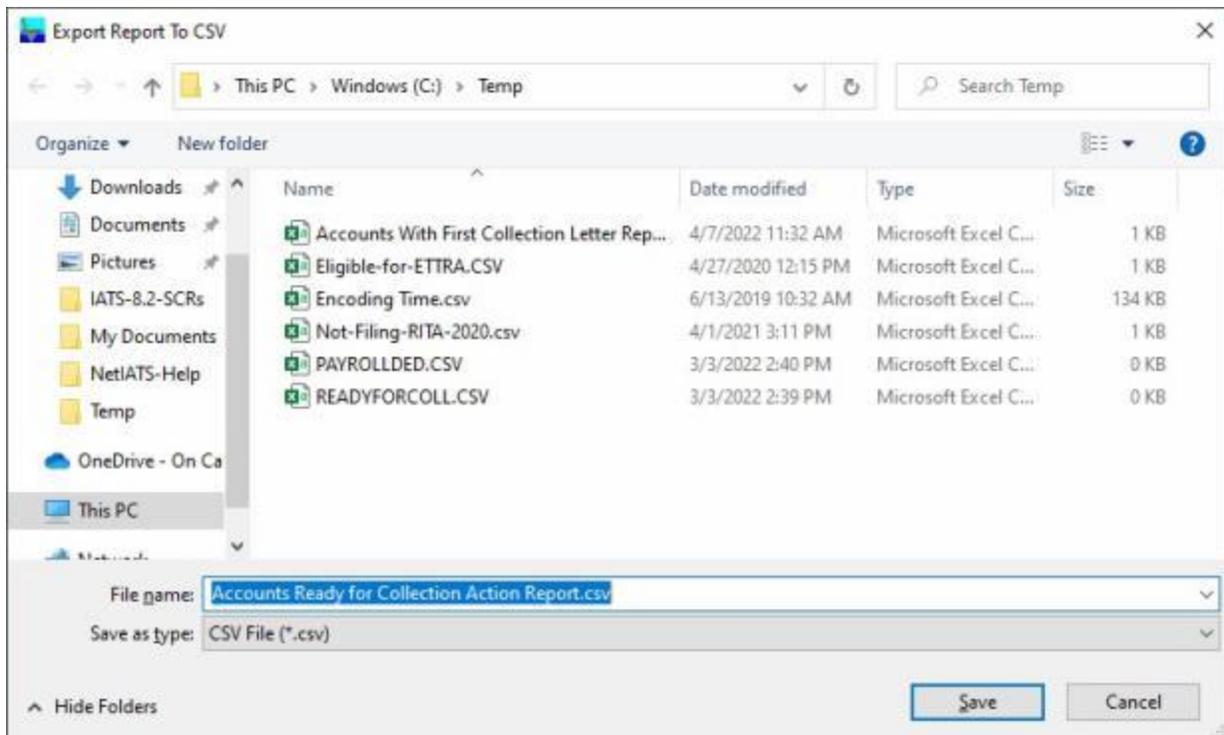 Export Report To CSV
This PC > Windows (C:) > Temp
Search Temp
Organize
New folder
Downloads
Documents
Pictures
IATS-8.2-SCRs
My Documents
NetIATS-Help
Temp
OneDrive - On Ca
This PC
Network
Name Date modified Type Size
Accounts With First Collection Letter Rep... 4/7/2022 11:32 AM Microsoft Excel C... 1 KB
Eligible-for-ETTRA.CSV 4/27/2020 12:15 PM Microsoft Excel C... 1 KB
Encoding Time.csv 6/13/2019 10:32 AM Microsoft Excel C... 134 KB
Not-Filing-RITA-2020.csv 4/1/2021 3:11 PM Microsoft Excel C... 1 KB
PAYROLLDED.CSV 3/3/2022 2:40 PM Microsoft Excel C... 0 KB
READYFORCOLL.CSV 3/3/2022 2:39 PM Microsoft Excel C... 0 KB
File name: Accounts Ready for Collection Action Report.csv
Save as type: CSV File (*.csv)
Hide Folders
Save
Cancel